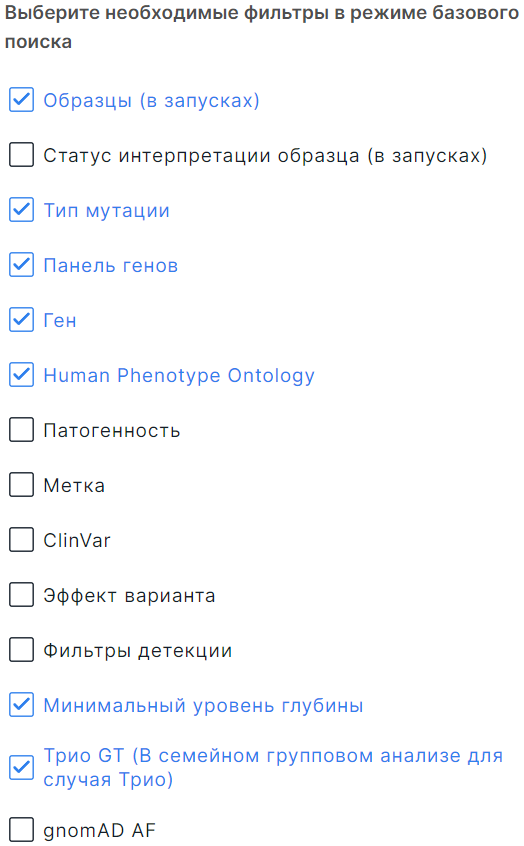 Выберите необходимые фильтры в режиме базового
поиска
Образцы (в запусках)
Статус интерпретации образца (в запусках)
Тип мутации
Панель генов
Ген
Human Phenotype Ontology
Патогенность
Метка
ClinVar
Эффект варианта
Фильтры детекции
Минимальный уровень глубины
Трио GT (В семейном групповом анализе для
случая Трио)
gnomAD AF